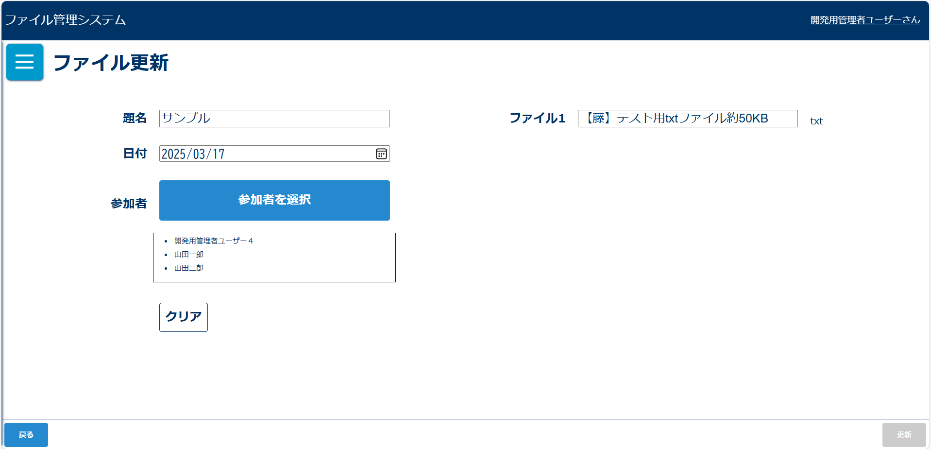 ファイル管理システム
開発用管理者ユーザーさん
ファイル更新
題名
サンプル
ファイル1
【藤】テスト用txtファイル約50KB
txt
日付
2025/03/17
参加者
参加者を選択
開発用管理者ユーザー４
山田一郎
山田二郎
クリア
戻る
更新